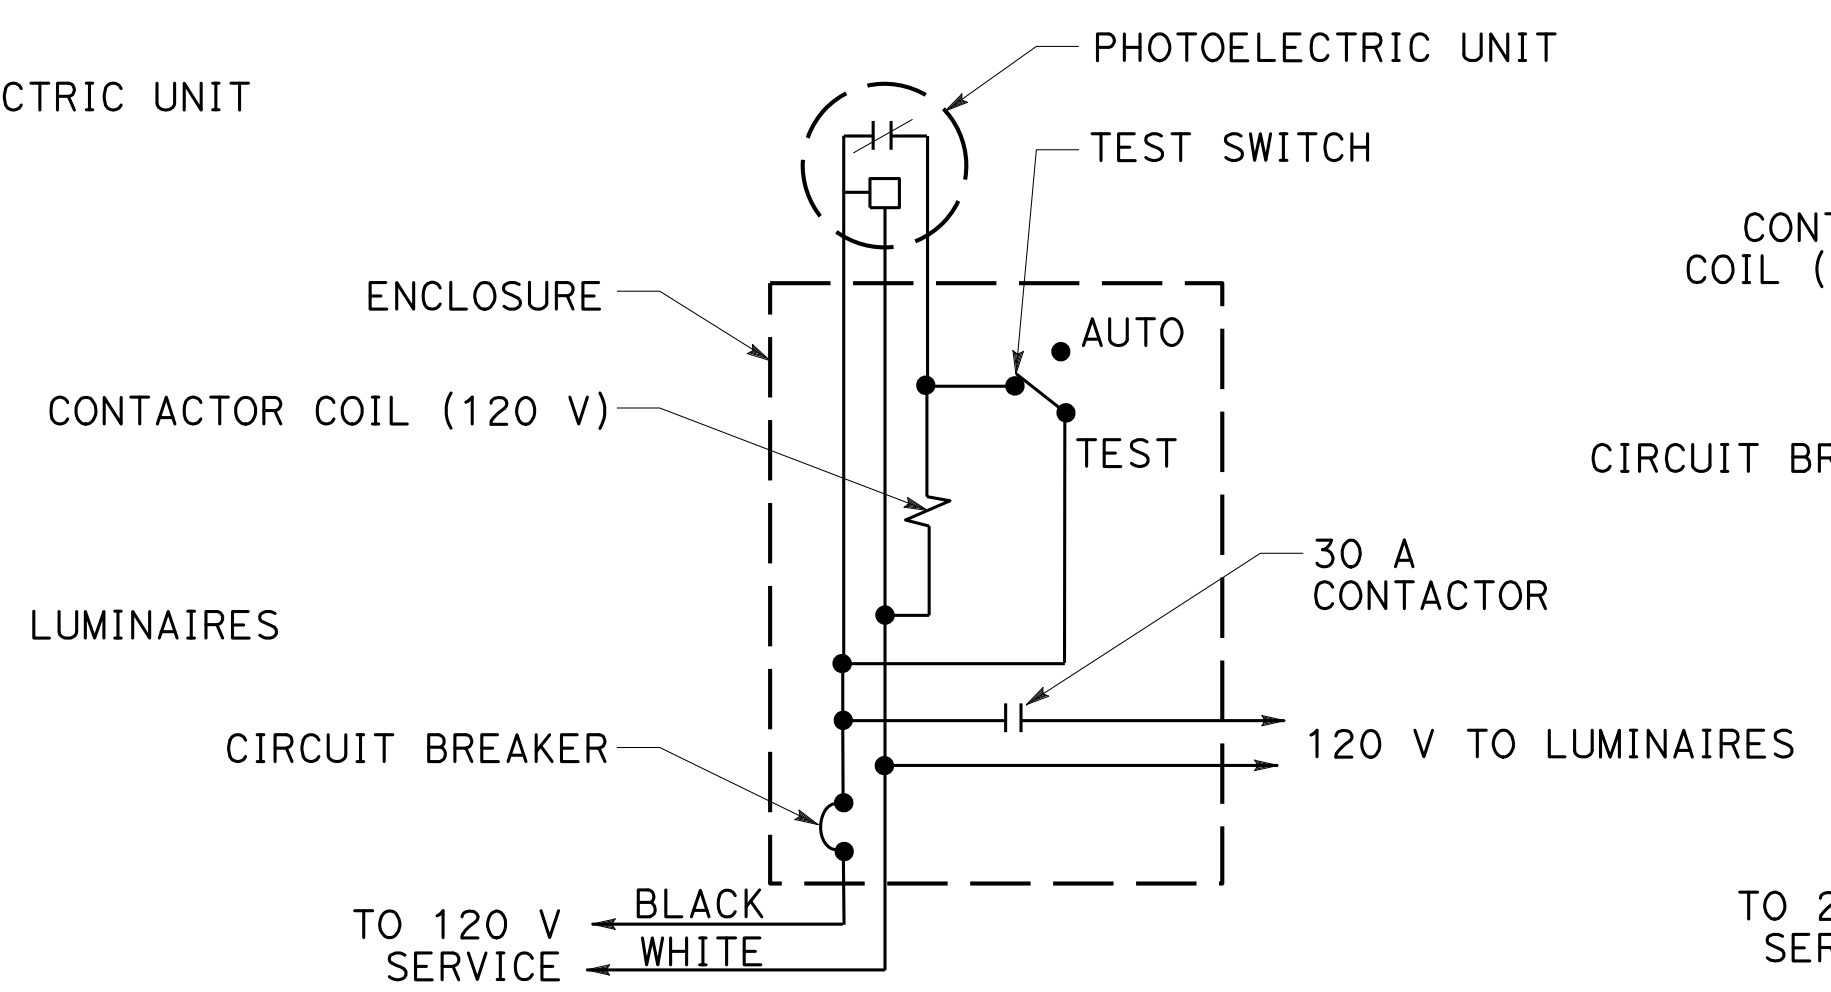 PHOTOELECTRIC UNIT
CTRIC UNIT
TEST SWITCH
CONT
COIL (
ENCLOSURE
AUTO
CONTACTOR COIL (120 V)
TEST
CIRCUIT BR
30 A
CONTACTOR
LUMINAIRES
CIRCUIT BREAKER
120 V TO LUMINAIRES
BLACK
TO 120 V
SERVICE
WHITE
TO 2
SER